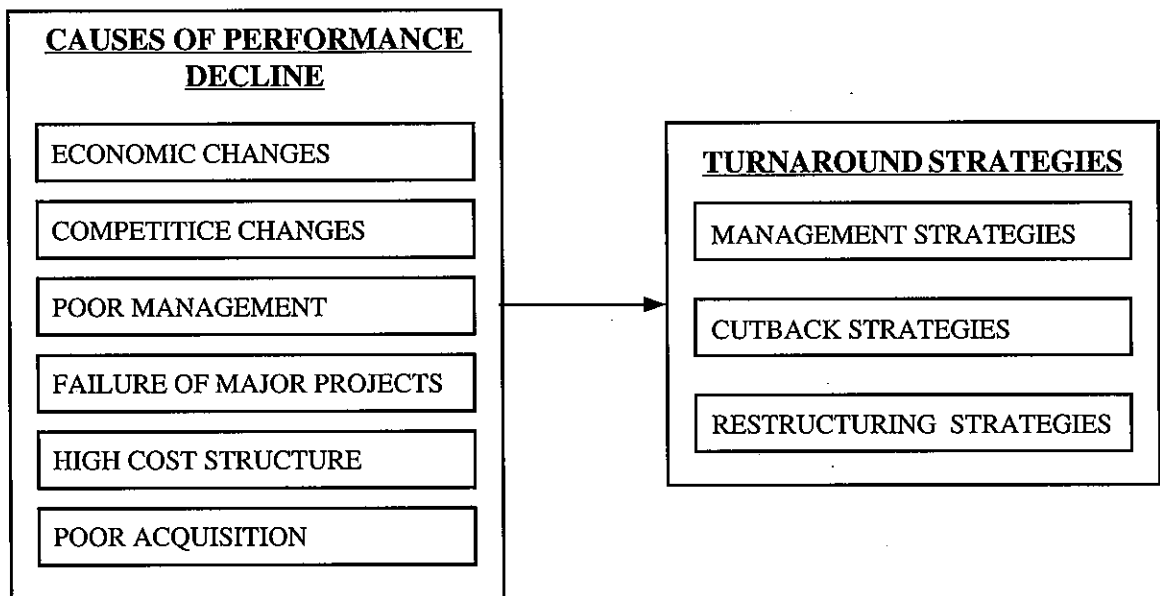 CAUSES OF PERFORMANCE
DECLINE
ECONOMIC CHANGES
COMPETITICE CHANGES
POOR MANAGEMENT
FAILURE OF MAJOR PROJECTS
HIGH COST STRUCTURE
POOR ACQUISITION
TURNAROUND STRATEGIES
MANAGEMENT STRATEGIES
CUTBACK STRATEGIES
RESTRUCTURING STRATEGIES